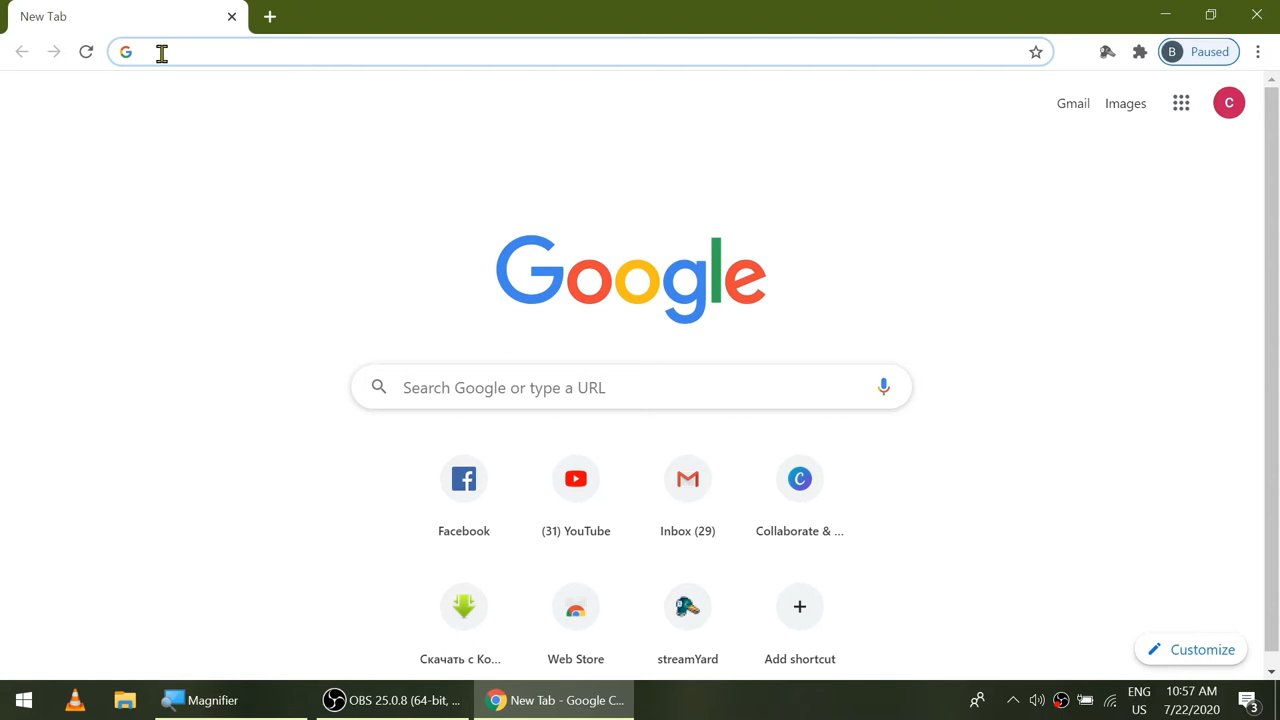 New Tab
B Paused
Gmail Images C
Google
Search Google or type a URL
Facebook (31) YouTube Inbox (29) Collaborate & ...
Скачать с Ко... Web Store streamYard Add shortcut
Customize
Magnifier OBS 25.0.8 (64-bit, ... New Tab - Google C...
ENG
US
10:57 AM
7/22/2020
3